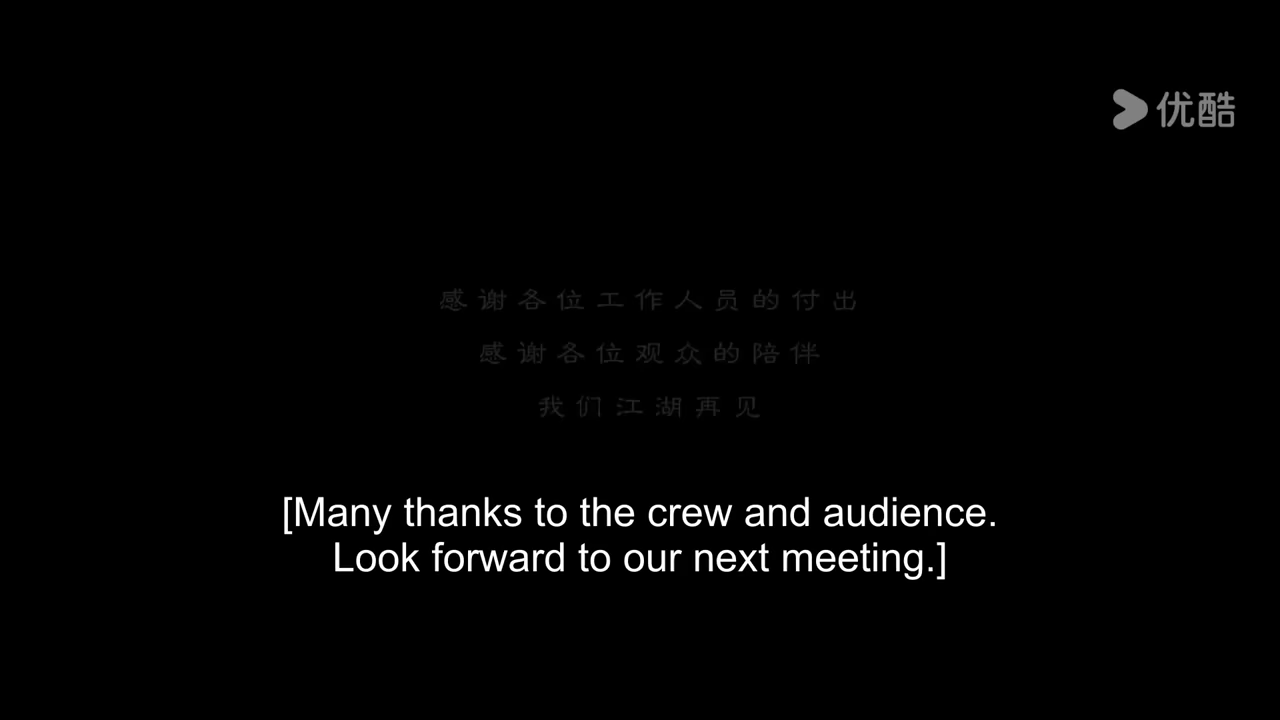 优酷
感谢各位工作人员的付出
感谢各位观众的陪伴
我们江湖再见
[Many thanks to the crew and audience.
Look forward to our next meeting.]